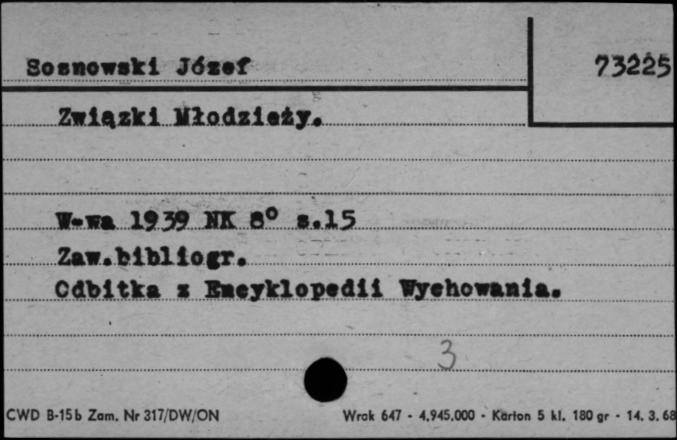 Sosnowski Józef
73225
Związki Młodzieży.
W-wa 1939 NK 8° s.15
Zaw.bibliogr.
Odbitka z Encyklopedii Wychowania.
3
CWD B-15b Zam. Nr 317/DW/ON
Wrak 647 - 4.945.000 - Karton 5 kl. 180 gr - 14. 3. 68